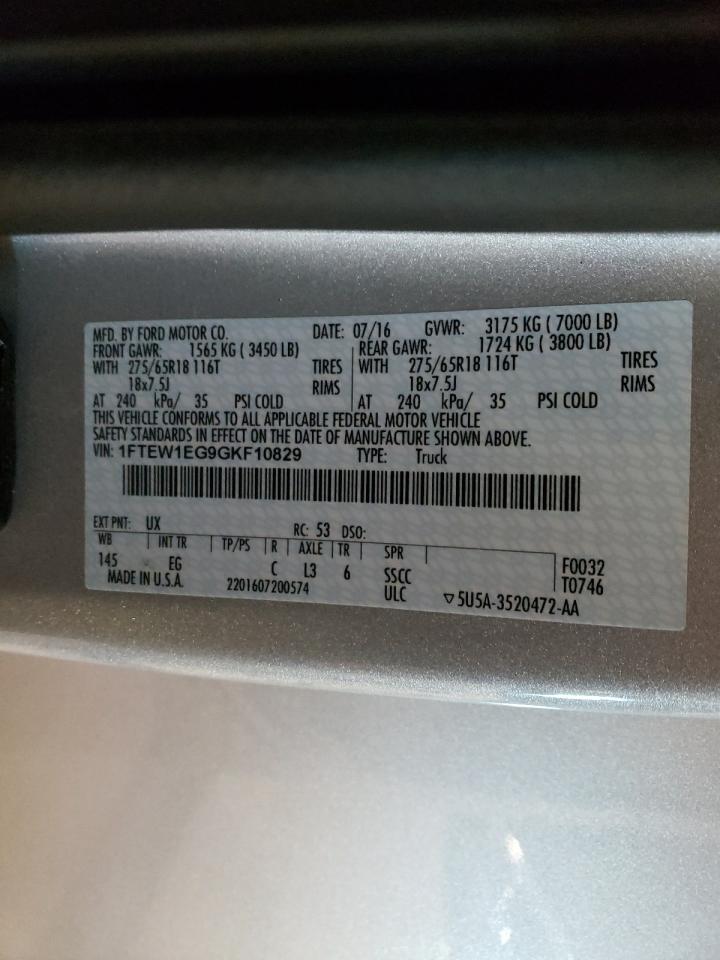 MFD. BY FORD MOTOR CO. DATE: 07/16 GVWR: 3175 KG ( 7000 LB)
FRONT GAWR: 1565 KG ( 3450 LB) REAR GAWR: 1724 KG ( 3800 LB)
WITH 275/65R18 116T TIRES WITH 275/65R18 116T TIRES
18x7.5J RIMS 18x7.5J RIMS
AT 240 kPa/ 35 PSI COLD AT 240 kPa/ 35 PSI COLD
THIS VEHICLE CONFORMS TO ALL APPLICABLE FEDERAL MOTOR VEHICLE
SAFETY STANDARDS IN EFFECT ON THE DATE OF MANUFACTURE SHOWN ABOVE.
VIN: 1FTEW1EG9GKF10829 TYPE: Truck
EXT PNT: UX RC: 53 DSO:
WB INT TR TP/PS R AXLE TR SPR
145 EG C L3 6 SSCC F0032
MADE IN U.S.A. 2201607200574 ULC ▽5U5A-3520472-AA T0746